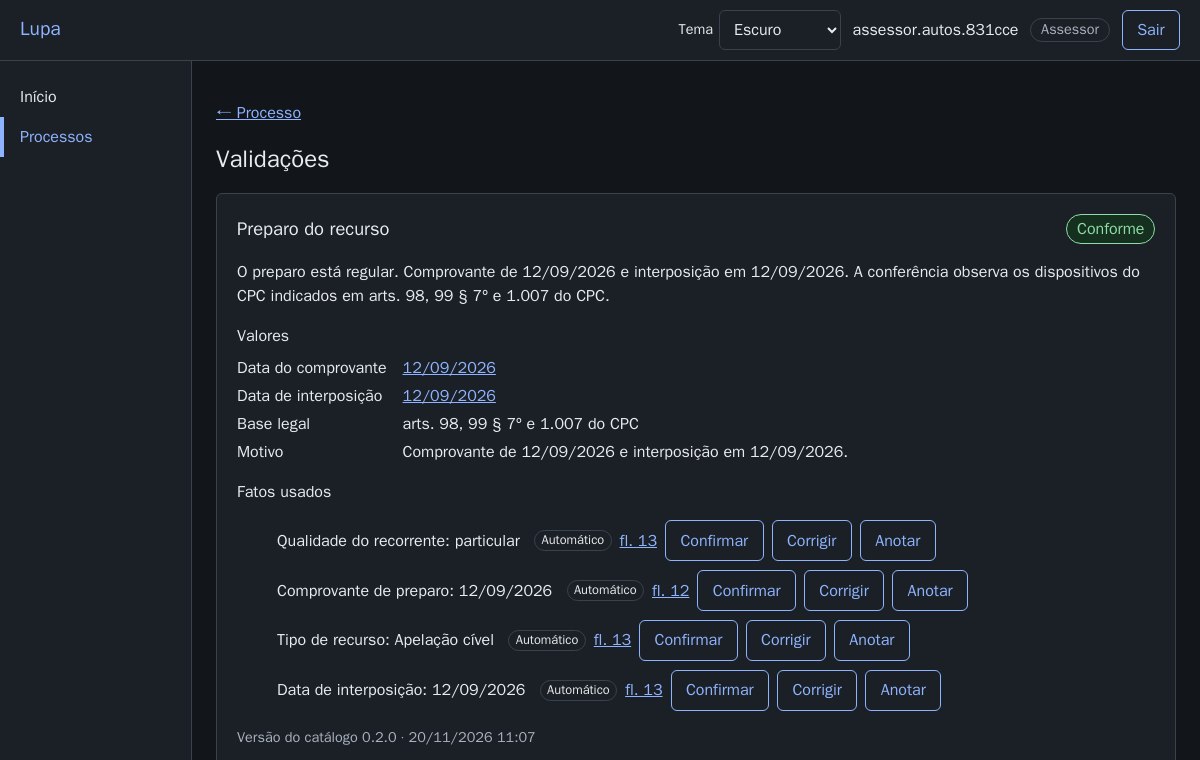 Lupa
Tema
Escuro
assessor.autos.831cce
Assessor
Sair
Início
Processos
← Processo
Validações
Preparo do recurso
Conforme
O preparo está regular. Comprovante de 12/09/2026 e interposição em 12/09/2026. A conferência observa os dispositivos do
CPC indicados em arts. 98, 99 § 7º e 1.007 do CPC.
Valores
Data do comprovante 12/09/2026
Data de interposição 12/09/2026
Base legal arts. 98, 99 § 7º e 1.007 do CPC
Motivo Comprovante de 12/09/2026 e interposição em 12/09/2026.
Fatos usados
Qualidade do recorrente: particular Automático fl. 13 Confirmar Corrigir Anotar
Comprovante de preparo: 12/09/2026 Automático fl. 12 Confirmar Corrigir Anotar
Tipo de recurso: Apelação cível Automático fl. 13 Confirmar Corrigir Anotar
Data de interposição: 12/09/2026 Automático fl. 13 Confirmar Corrigir Anotar
Versão do catálogo 0.2.0 · 20/11/2026 11:07